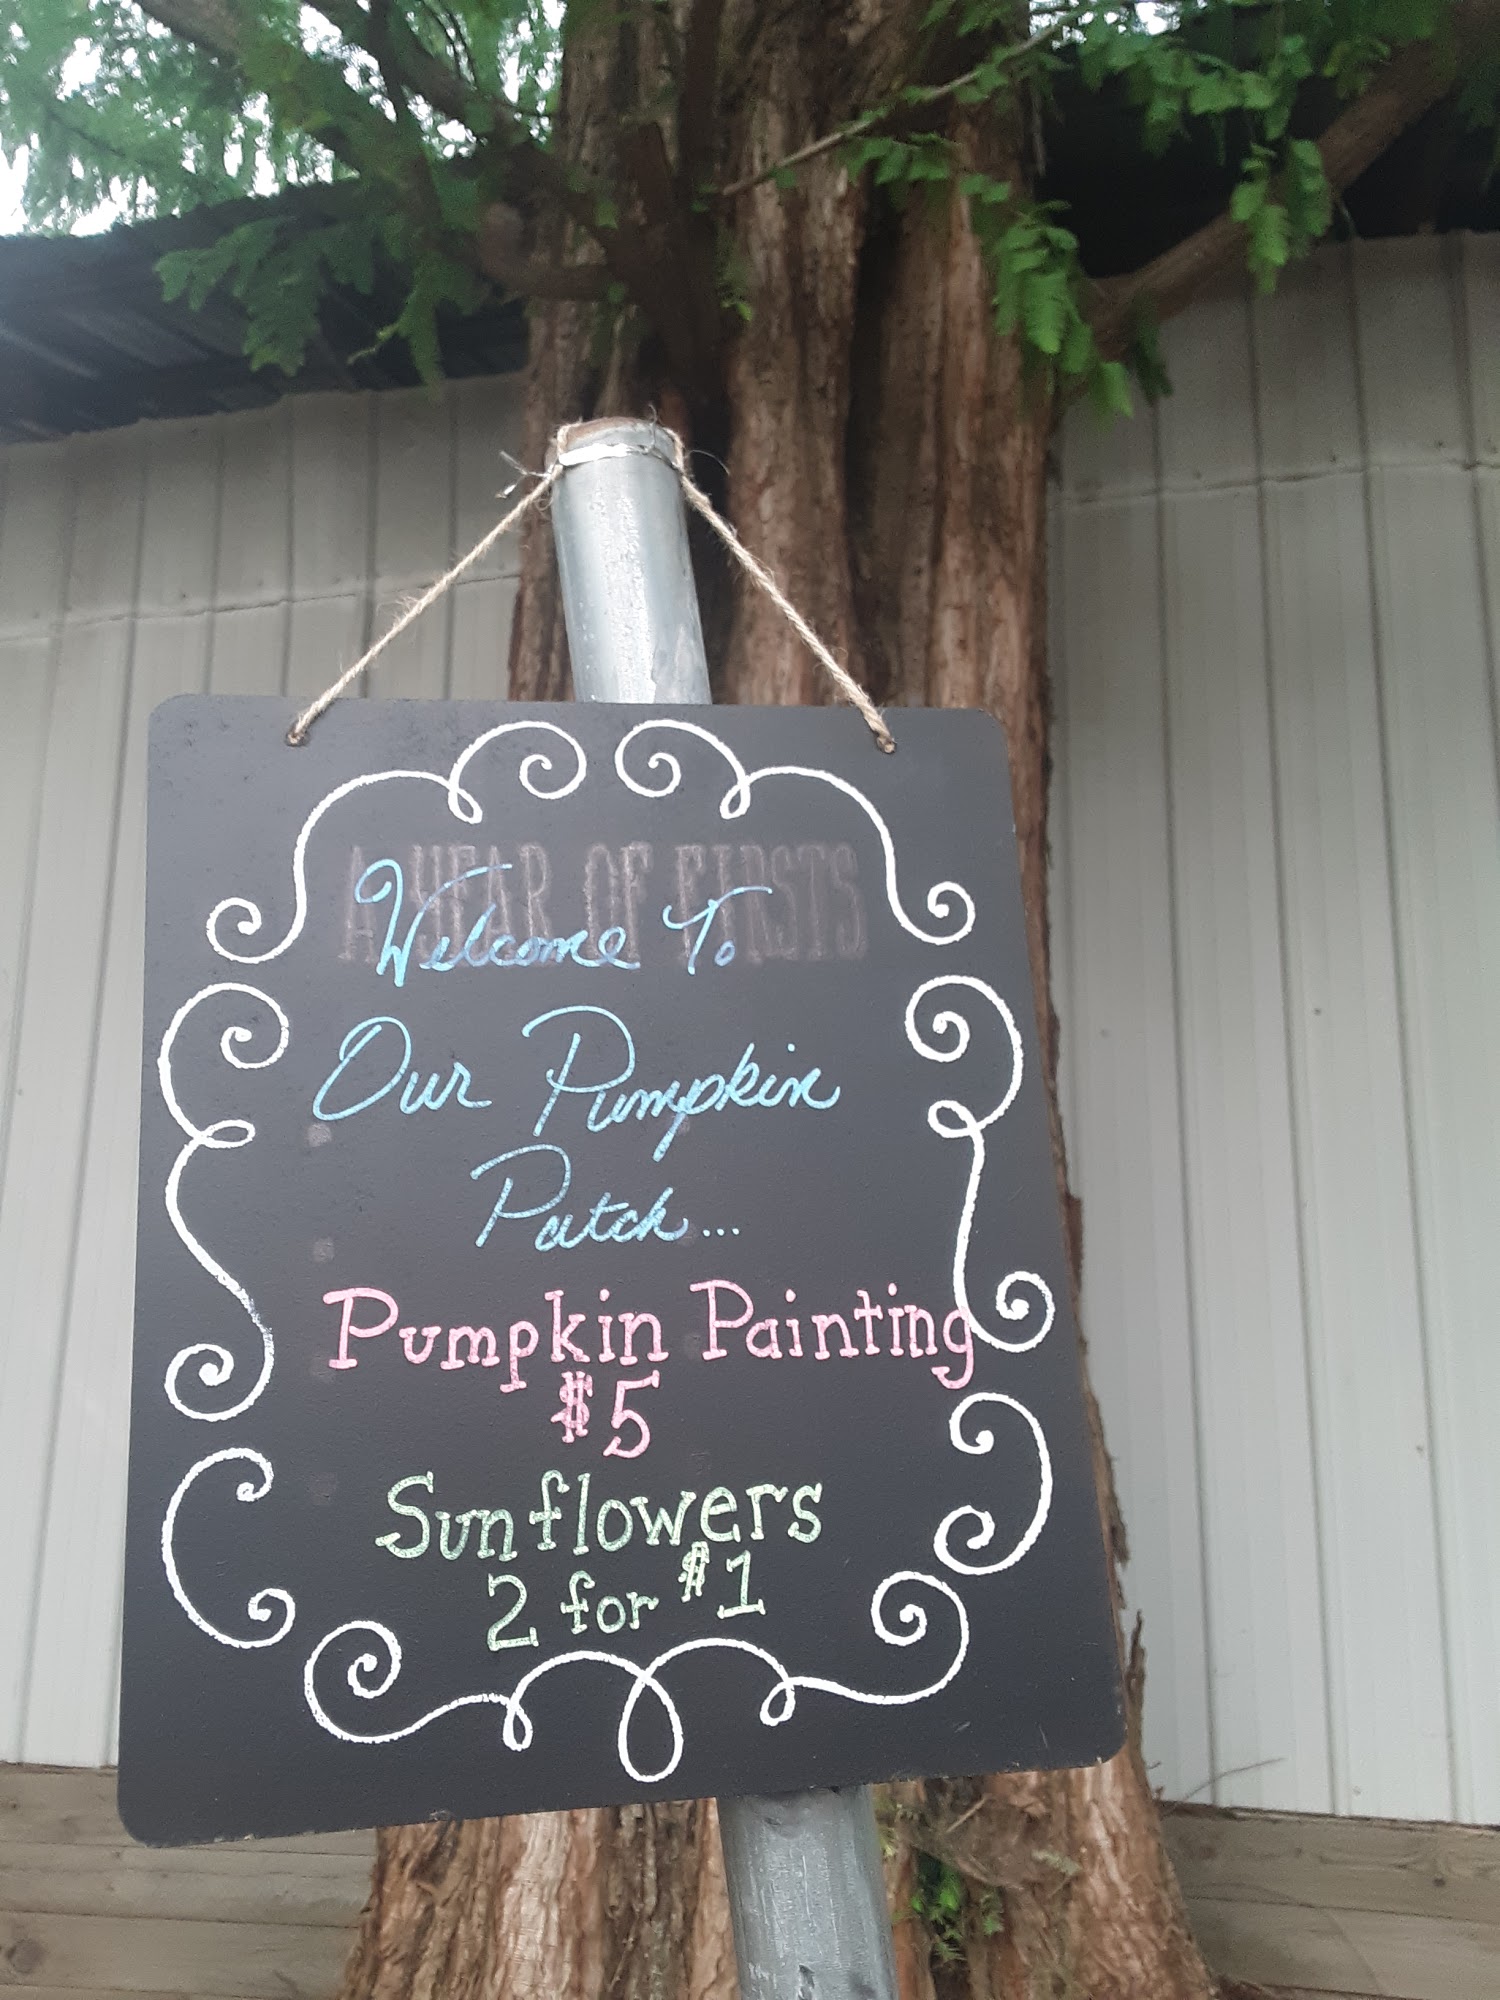 A YEAR OF FIRSTS
Welcome To
Our Pumpkin
Patch...
Pumpkin Painting
$5
Sunflowers
2 for $1